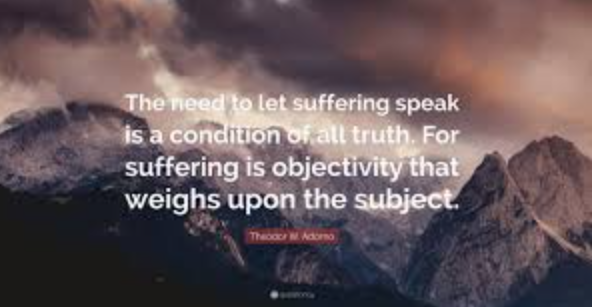 The need to let suffering speak
is a condition of all truth. For
suffering is objectivity that
weighs upon the subject.
Theodor W. Adorno